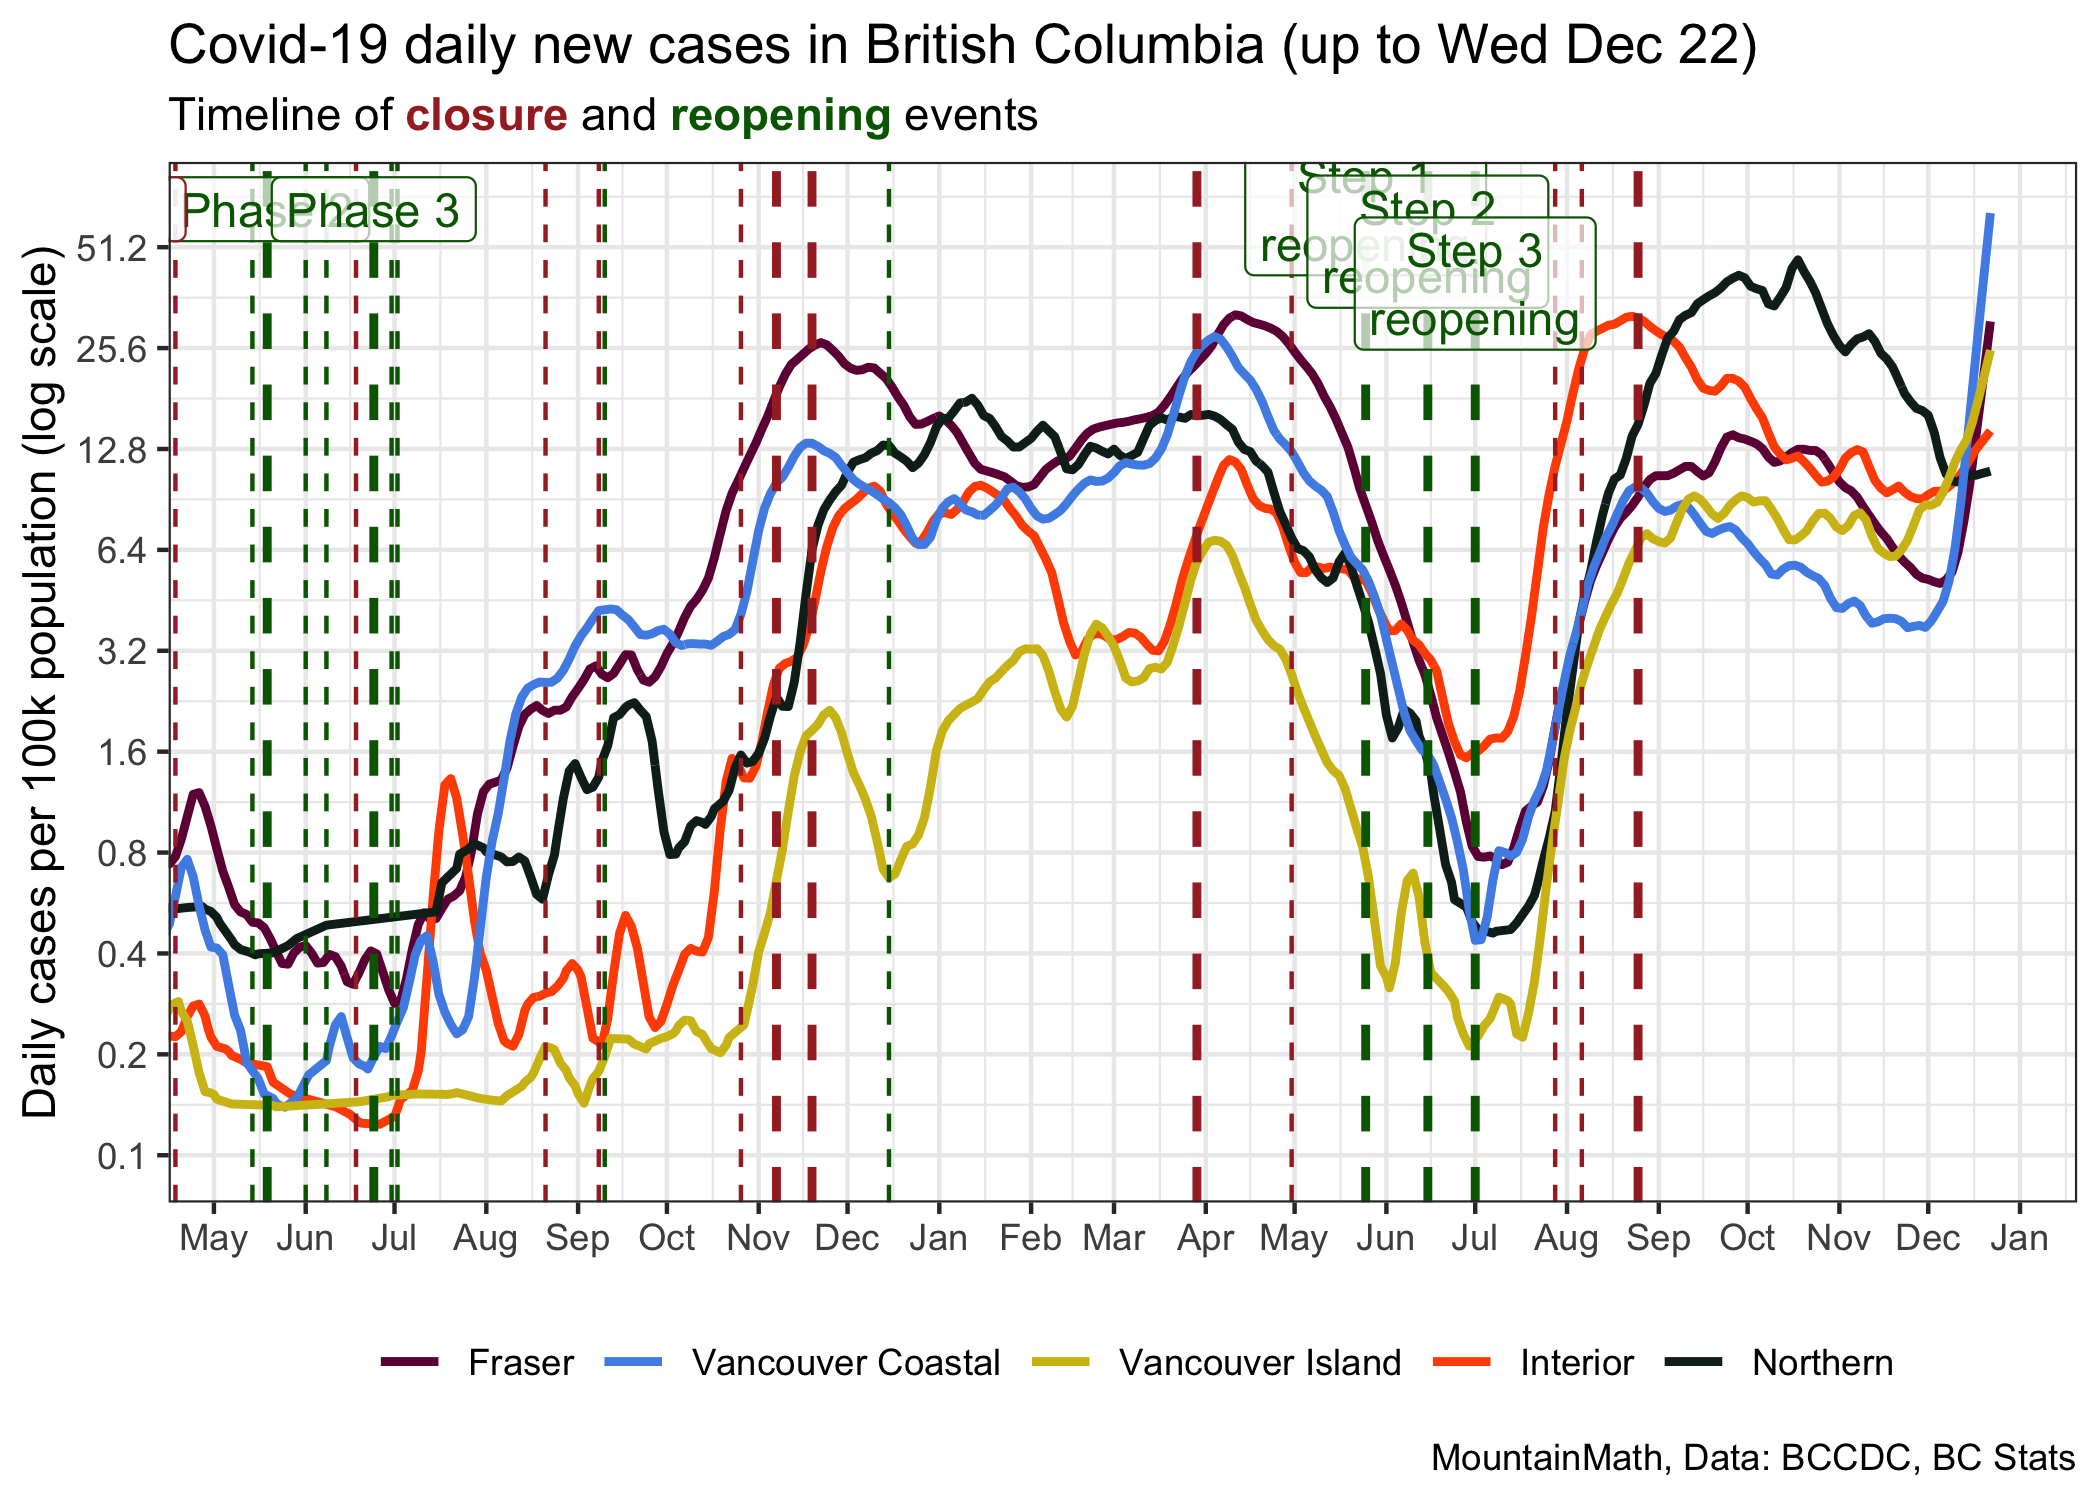 Covid-19 daily new cases in British Columbia (up to Wed Dec 22)
Timeline of closure and reopening events
Phase 2
Phase 3
Step 1
reopening
Step 2
reopening
Step 3
reopening
Daily cases per 100k population (log scale)
51.2
25.6
12.8
6.4
3.2
1.6
0.8
0.4
0.2
0.1
May Jun Jul Aug Sep Oct Nov Dec Jan Feb Mar Apr May Jun Jul Aug Sep Oct Nov Dec Jan
Fraser Vancouver Coastal Vancouver Island Interior Northern
MountainMath, Data: BCCDC, BC Stats